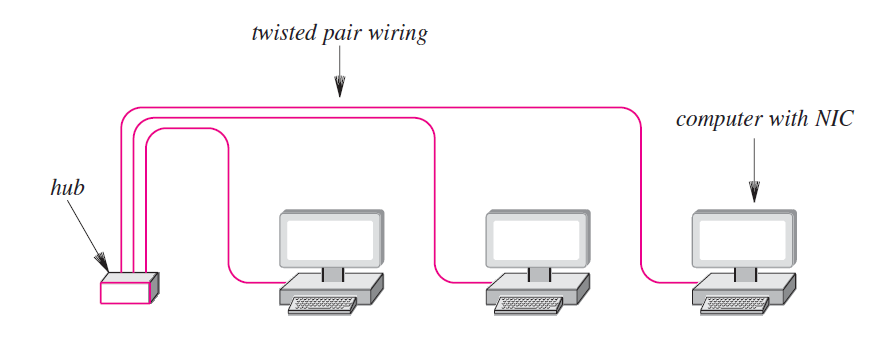 twisted pair wiring
computer with NIC
hub